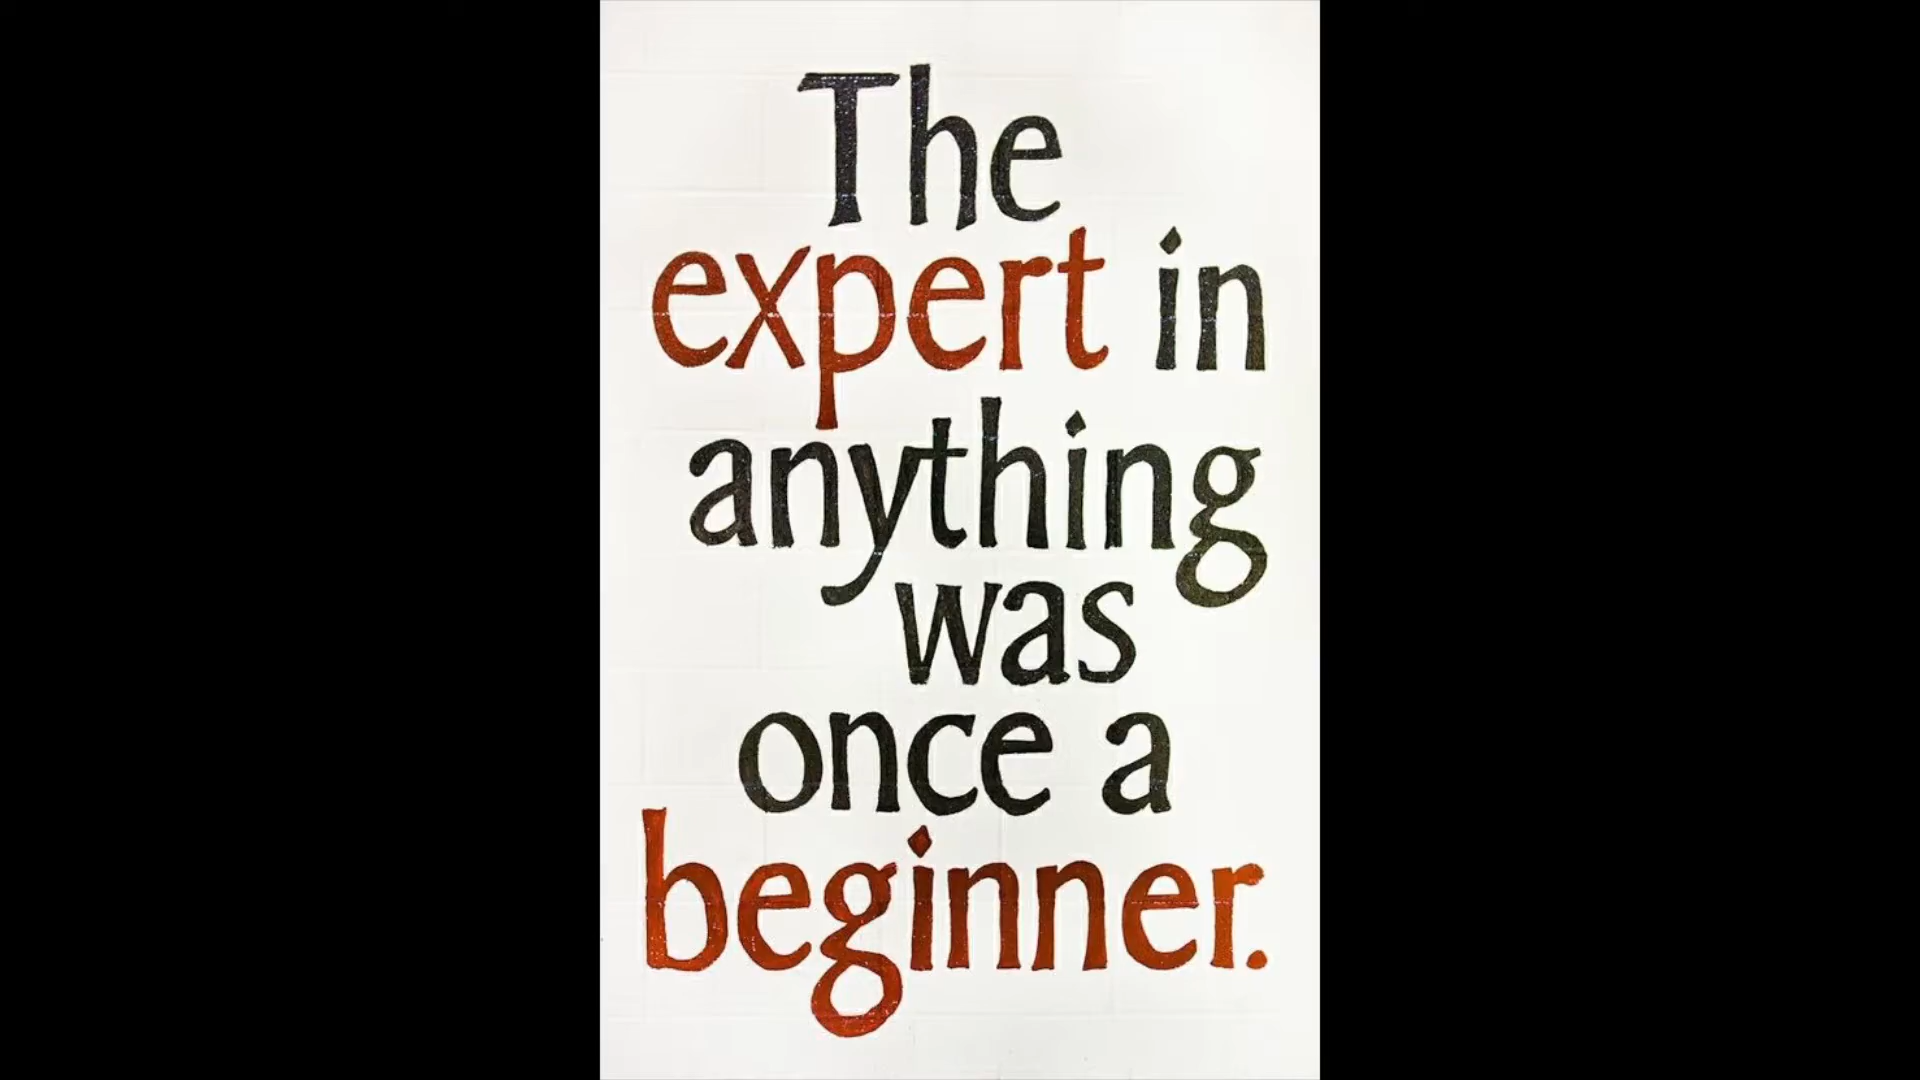 The
expert in
anything
was
once a
beginner.